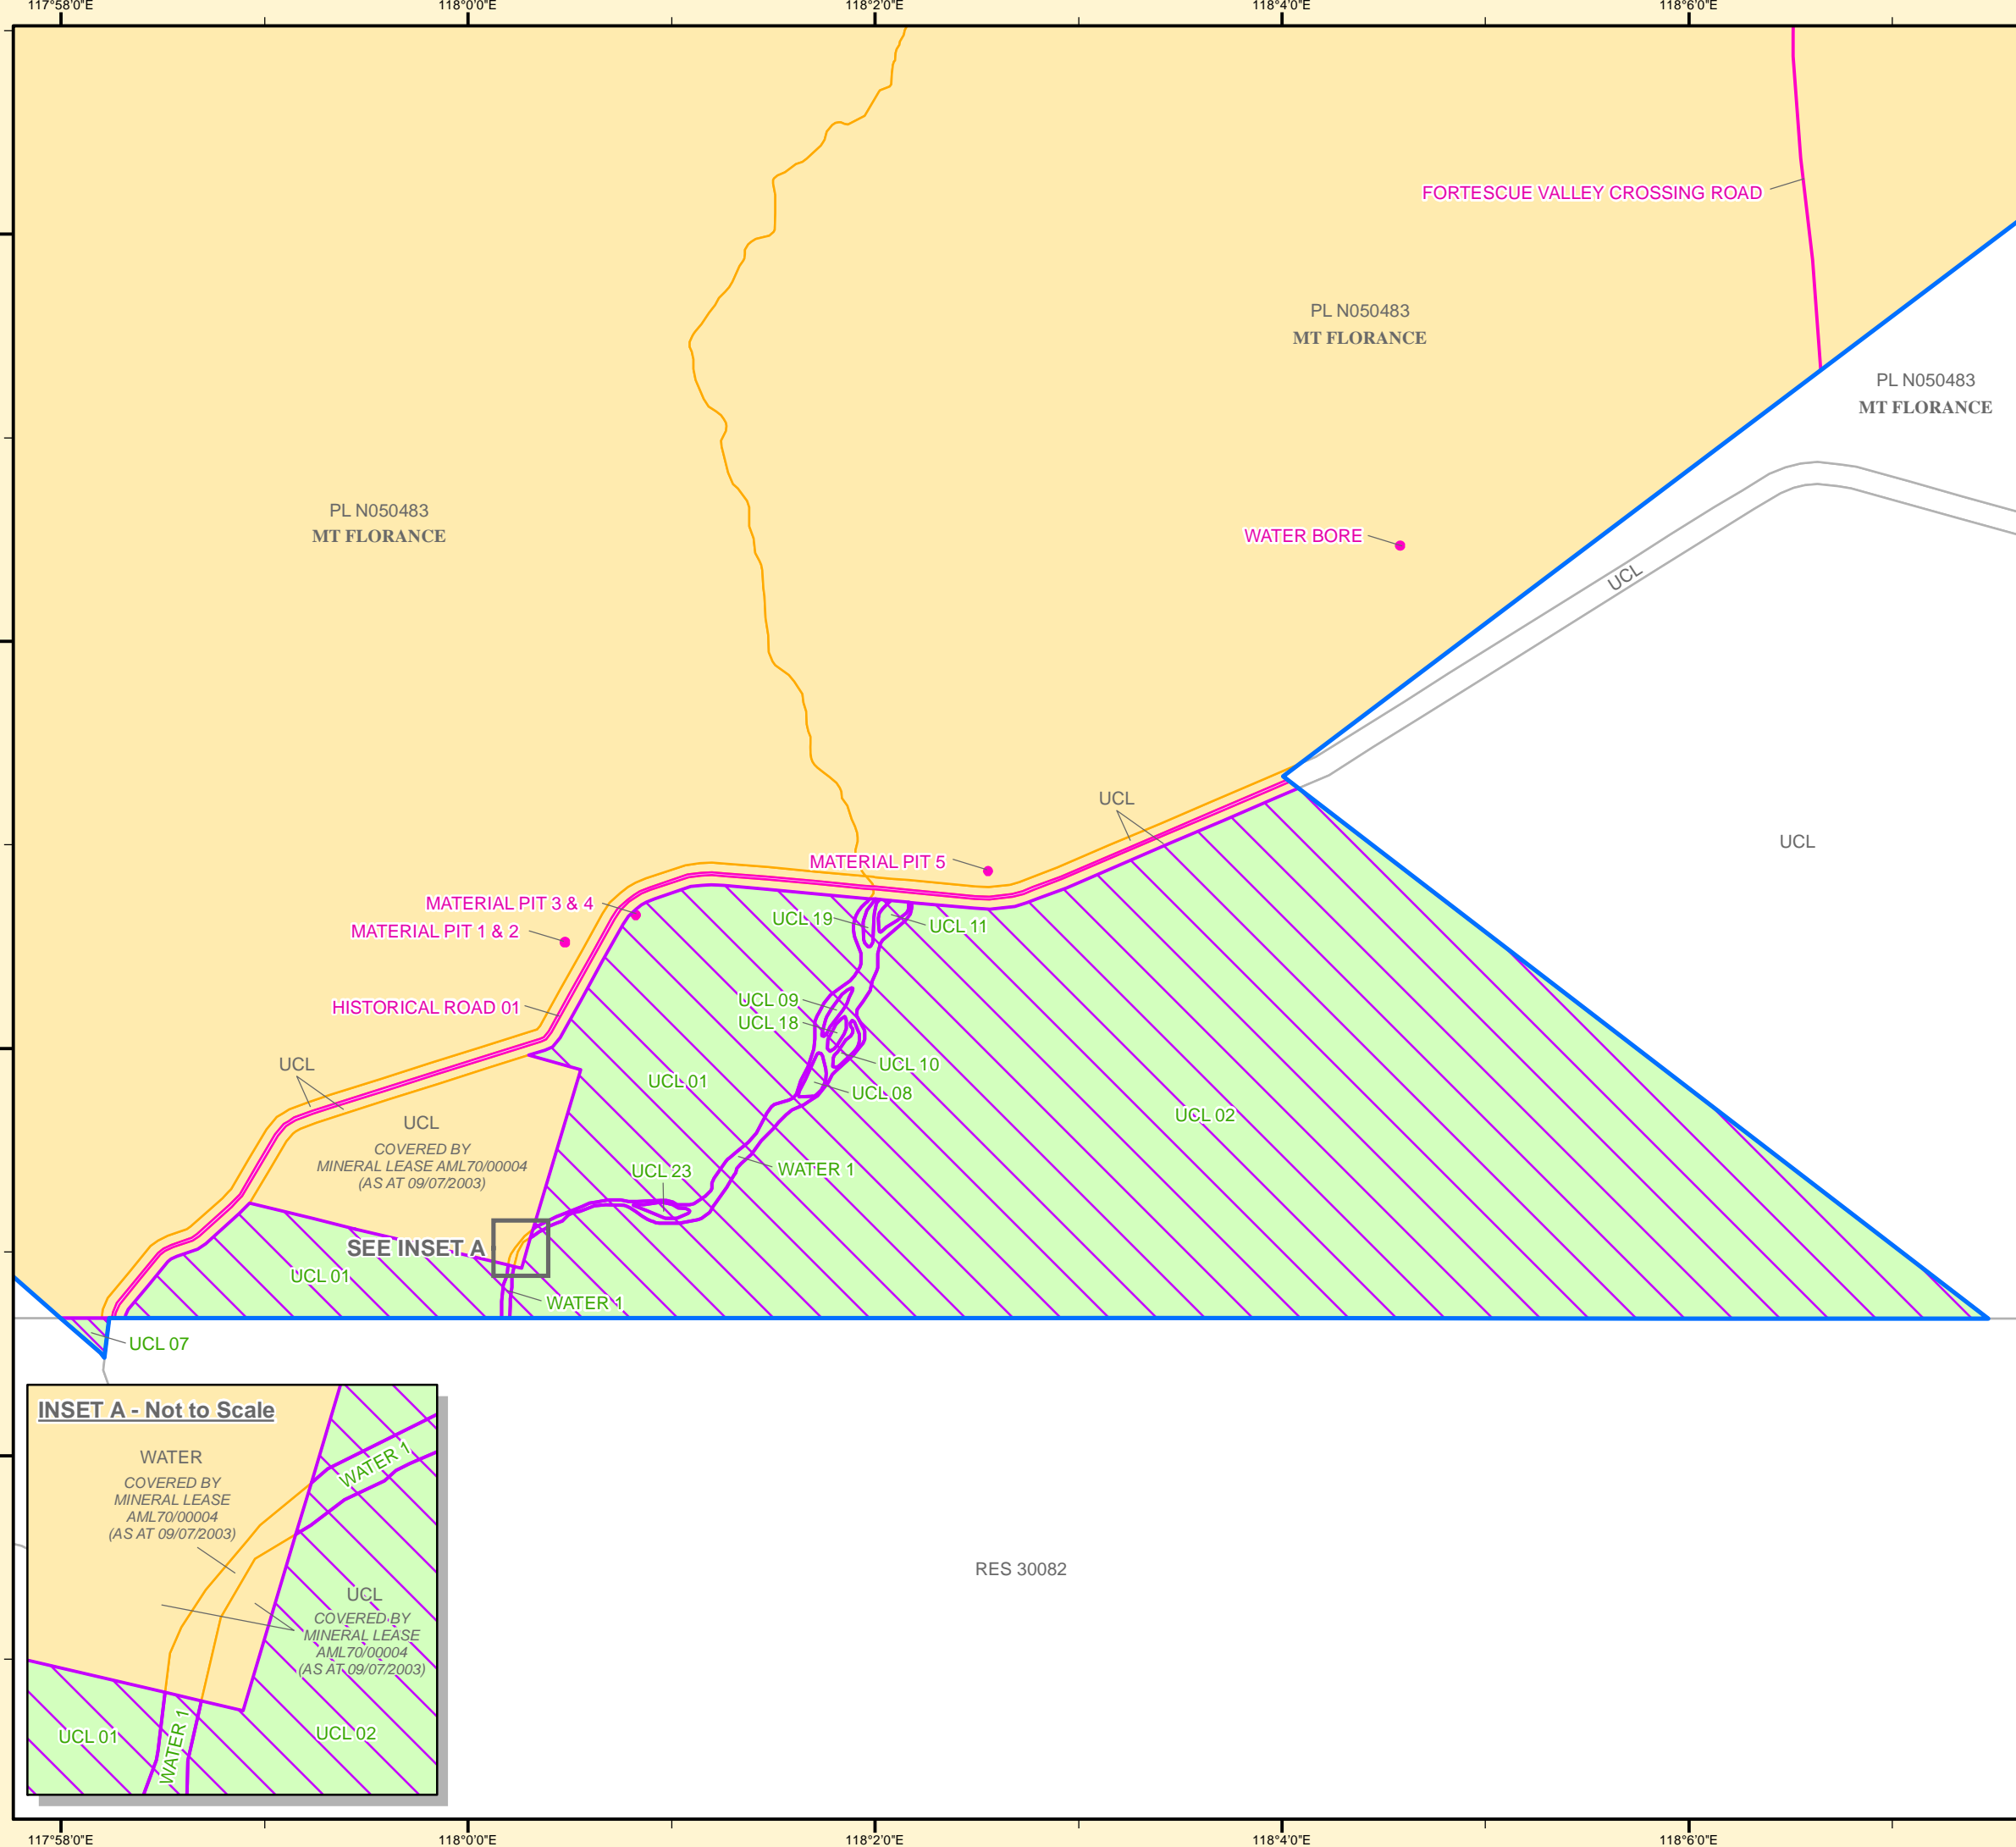 117°58'0"E
118°0'0"E
118°2'0"E
118°4'0"E
118°6'0"E
FORTESCUE VALLEY CROSSING ROAD
PL N050483
MT FLORANCE
PL N050483
MT FLORANCE
PL N050483
MT FLORANCE
WATER BORE
UCL
UCL
UCL
MATERIAL PIT 5
MATERIAL PIT 3 & 4
MATERIAL PIT 1 & 2
UCL 19
UCL 11
HISTORICAL ROAD 01
UCL 09
UCL 18
UCL 10
UCL 08
UCL
UCL 01
UCL 02
UCL
COVERED BY
MINERAL LEASE AML70/00004
(AS AT 09/07/2003)
UCL 23
WATER 1
SEE INSET A
UCL 01
WATER 1
UCL 07
INSET A - Not to Scale
WATER
COVERED BY
MINERAL LEASE
AML70/00004
(AS AT 09/07/2003)
WATER 1
UCL
COVERED BY
MINERAL LEASE
AML70/00004
(AS AT 09/07/2003)
UCL 01
WATER 1
UCL 02
RES 30082
117°58'0"E
118°0'0"E
118°2'0"E
118°4'0"E
118°6'0"E